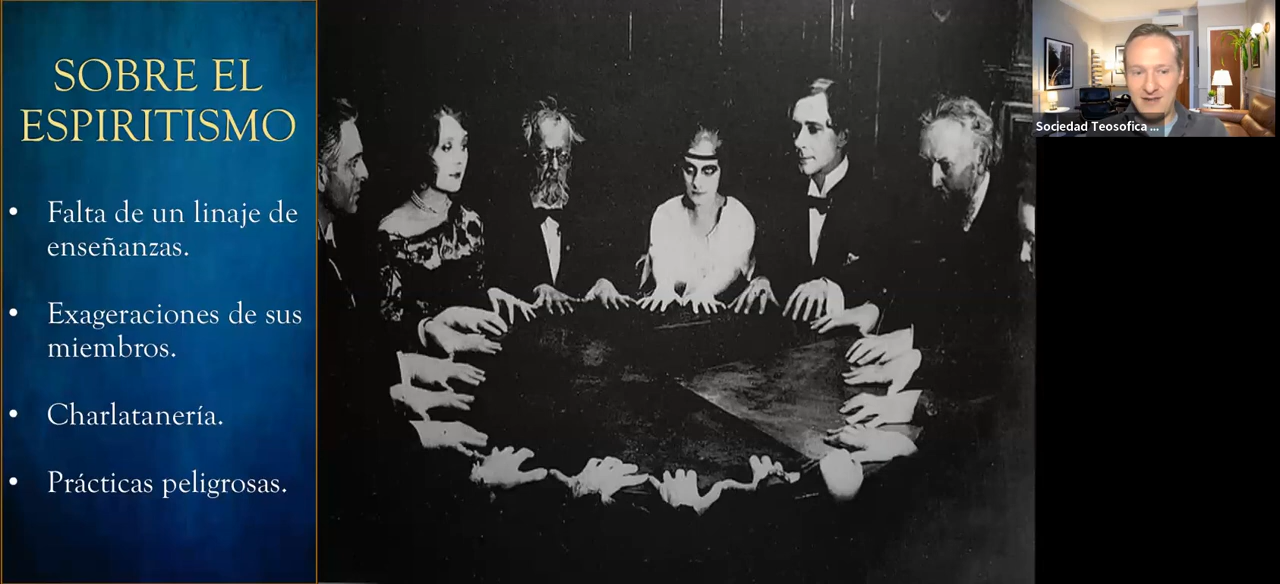 SOBRE EL
ESPIRITISMO
• Falta de un linaje de
enseñanzas.
• Exageraciones de sus
miembros.
• Charlatanería.
• Prácticas peligrosas.
Sociedad Teosofica ...